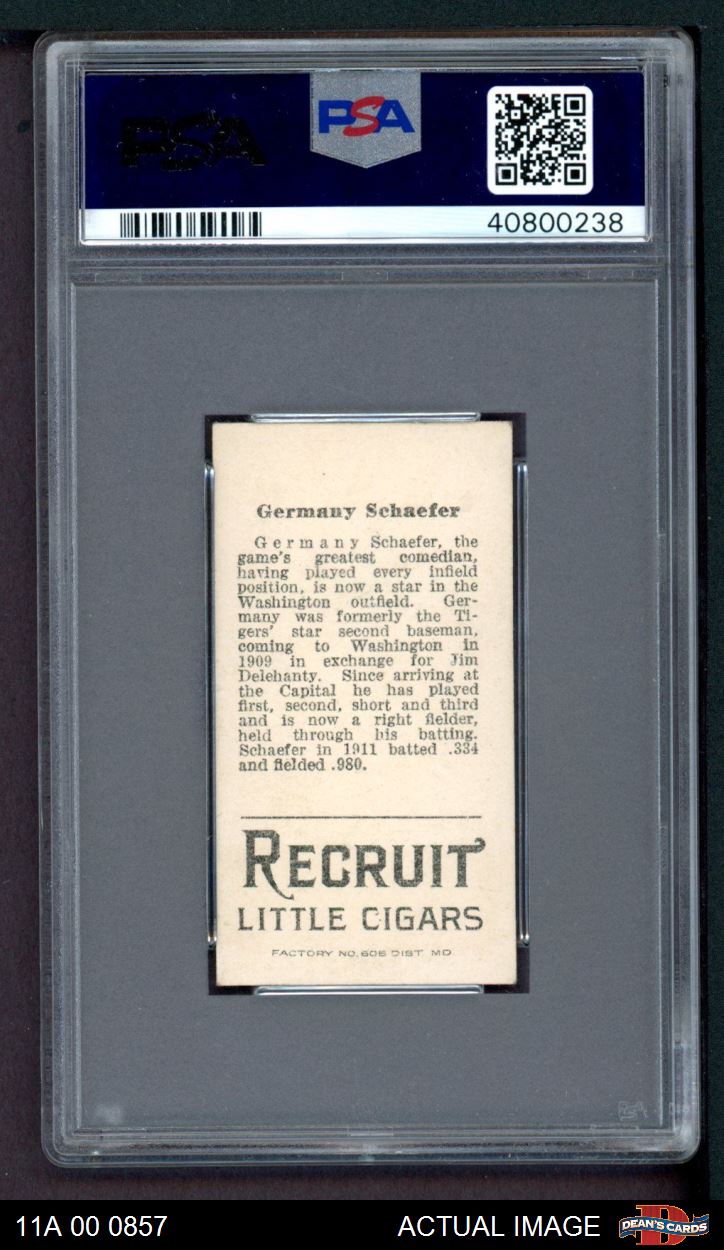 PSA
PSA
40800238
Germany Schaefer
Germany Schaefer, the
game's greatest comedian,
having played every infield
position, is now a star in the
Washington outfield. Ger-
many was formerly the Ti-
gers' star second baseman,
coming to Washington in
1909 in exchange for Jim
Delehanty. Since arriving at
the Capital he has played
first, second, short and third
and is now a right fielder,
held through his batting.
Schaefer in 1911 batted .334
and fielded .980.
RECRUIT
LITTLE CIGARS
FACTORY NO. 606 DIST MD
11A 00 0857
ACTUAL IMAGE
DEAN'S CARDS